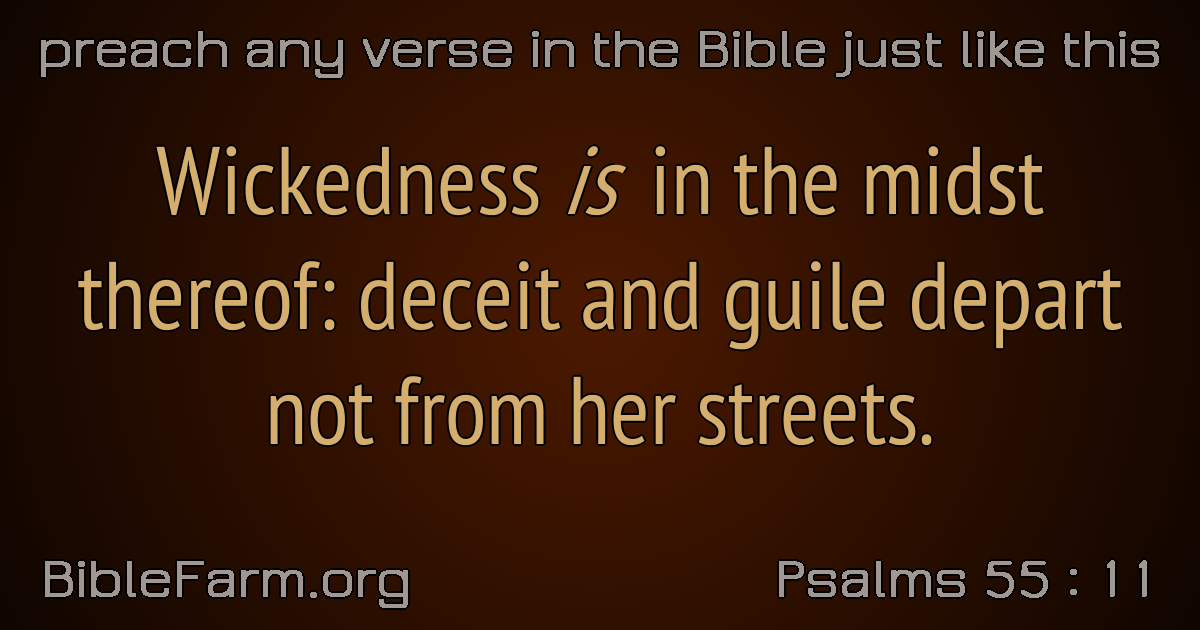 preach any verse in the Bible just like this
Wickedness is in the midst
thereof: deceit and guile depart
not from her streets.
BibleFarm.org
Psalms 55 : 11